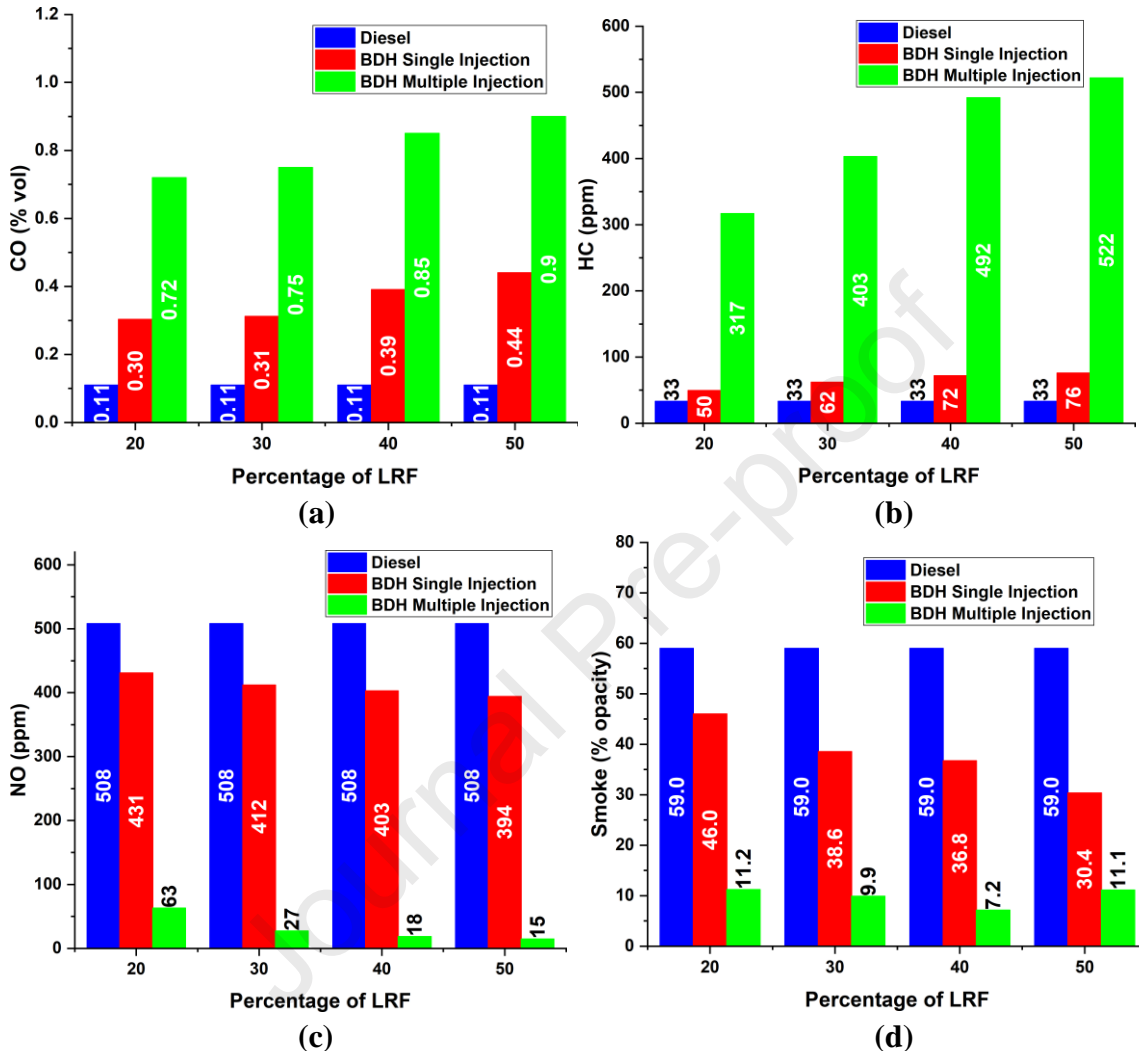 1.2
1.0
0.8
0.6
0.4
0.2
0.0
CO (% vol)
Diesel
BDH Single Injection
BDH Multiple Injection
0.11
0.30
0.72
0.11
0.31
0.75
0.11
0.39
0.85
0.11
0.44
0.9
20 30 40 50
Percentage of LRF
(a)
600
500
400
300
200
100
0
HC (ppm)
Diesel
BDH Single Injection
BDH Multiple Injection
33
50
317
33
62
403
33
72
492
33
76
522
20 30 40 50
Percentage of LRF
(b)
600
500
400
300
200
100
0
NO (ppm)
Diesel
BDH Single Injection
BDH Multiple Injection
508
431
63
508
412
27
508
403
18
508
394
15
20 30 40 50
Percentage of LRF
(c)
80
70
60
50
40
30
20
10
0
Smoke (% opacity)
Diesel
BDH Single Injection
BDH Multiple Injection
59.0
46.0
11.2
59.0
38.6
9.9
59.0
36.8
7.2
59.0
30.4
11.1
20 30 40 50
Percentage of LRF
(d)
Journal Pre-proof